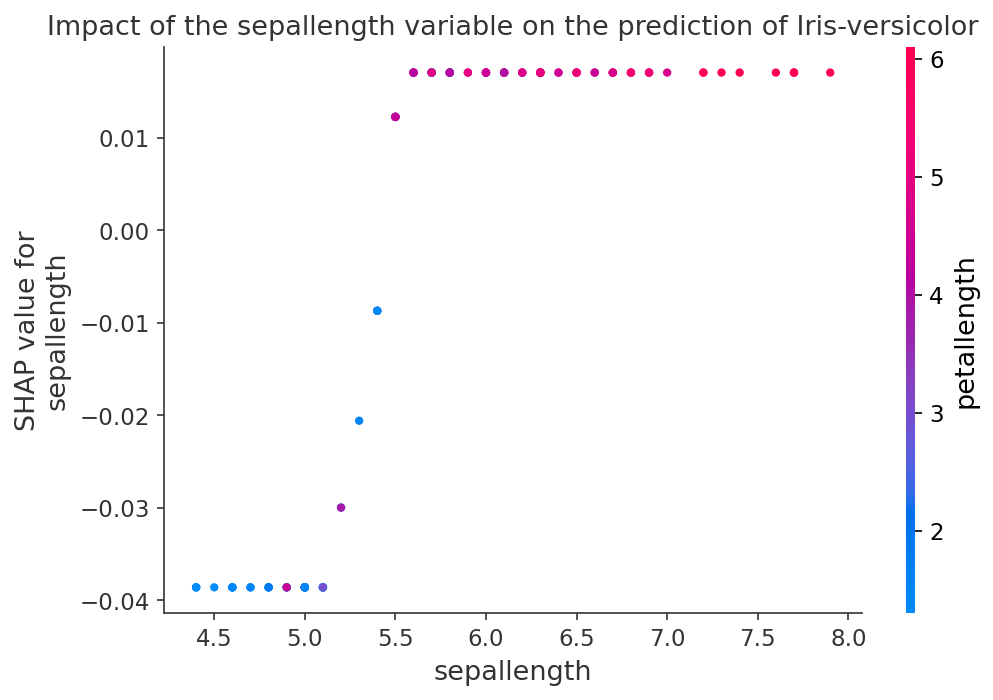 Impact of the sepallength variable on the prediction of Iris-versicolor
0.01
0.00
−0.01
−0.02
−0.03
−0.04
SHAP value for
sepallength
4.5 5.0 5.5 6.0 6.5 7.0 7.5 8.0
sepallength
6
5
4
3
2
petallength